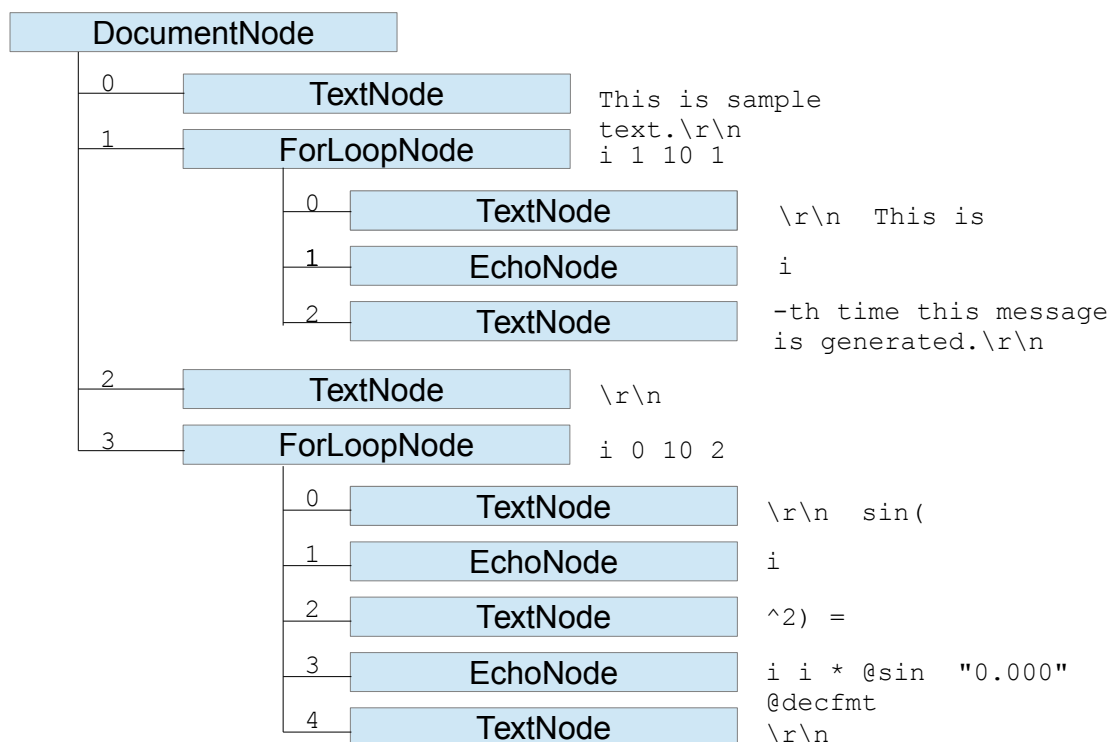 DocumentNode
0 TextNode This is sample
text.\r\n
1 ForLoopNode i 1 10 1
0 TextNode \r\n  This is
1 EchoNode i
2 TextNode -th time this message
is generated.\r\n
2 TextNode \r\n
3 ForLoopNode i 0 10 2
0 TextNode \r\n  sin(
1 EchoNode i
2 TextNode ^2) =
3 EchoNode i i * @sin  "0.000"
@decfmt
4 TextNode \r\n